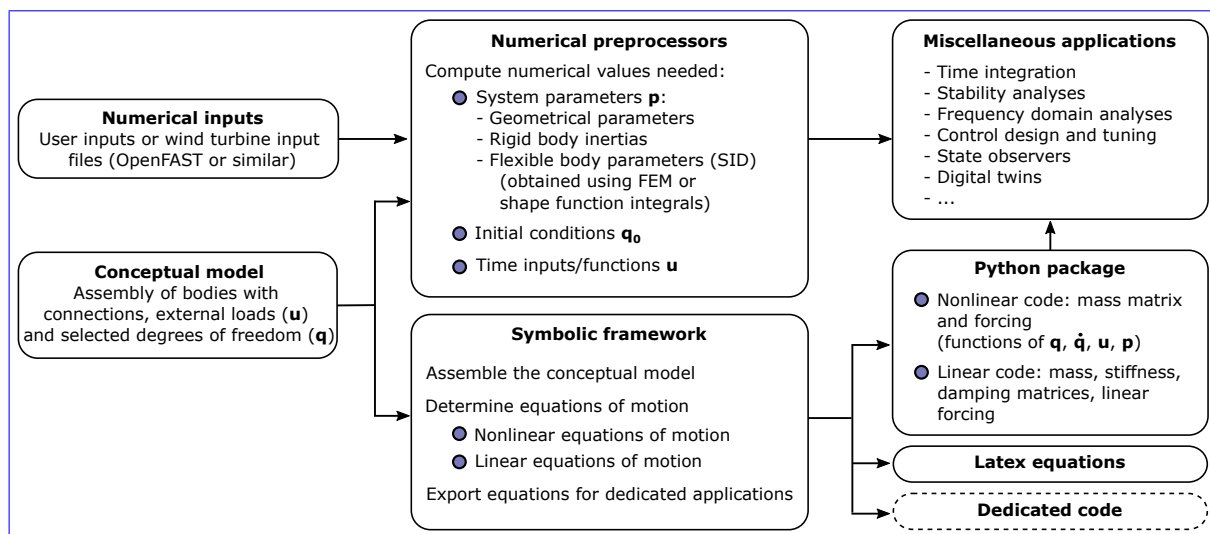 Numerical inputs
User inputs or wind turbine input
files (OpenFAST or similar)
Conceptual model
Assembly of bodies with
connections, external loads (u)
and selected degrees of freedom (q)
Numerical preprocessors
Compute numerical values needed:
System parameters p:
- Geometrical parameters
- Rigid body inertias
- Flexible body parameters (SID)
(obtained using FEM or
shape function integrals)
Initial conditions q₀
Time inputs/functions u
Symbolic framework
Assemble the conceptual model
Determine equations of motion
Nonlinear equations of motion
Linear equations of motion
Export equations for dedicated applications
Miscellaneous applications
- Time integration
- Stability analyses
- Frequency domain analyses
- Control design and tuning
- State observers
- Digital twins
- ...
Python package
Nonlinear code: mass matrix
and forcing
(functions of q, q̇, u, p)
Linear code: mass, stiffness,
damping matrices, linear
forcing
Latex equations
Dedicated code